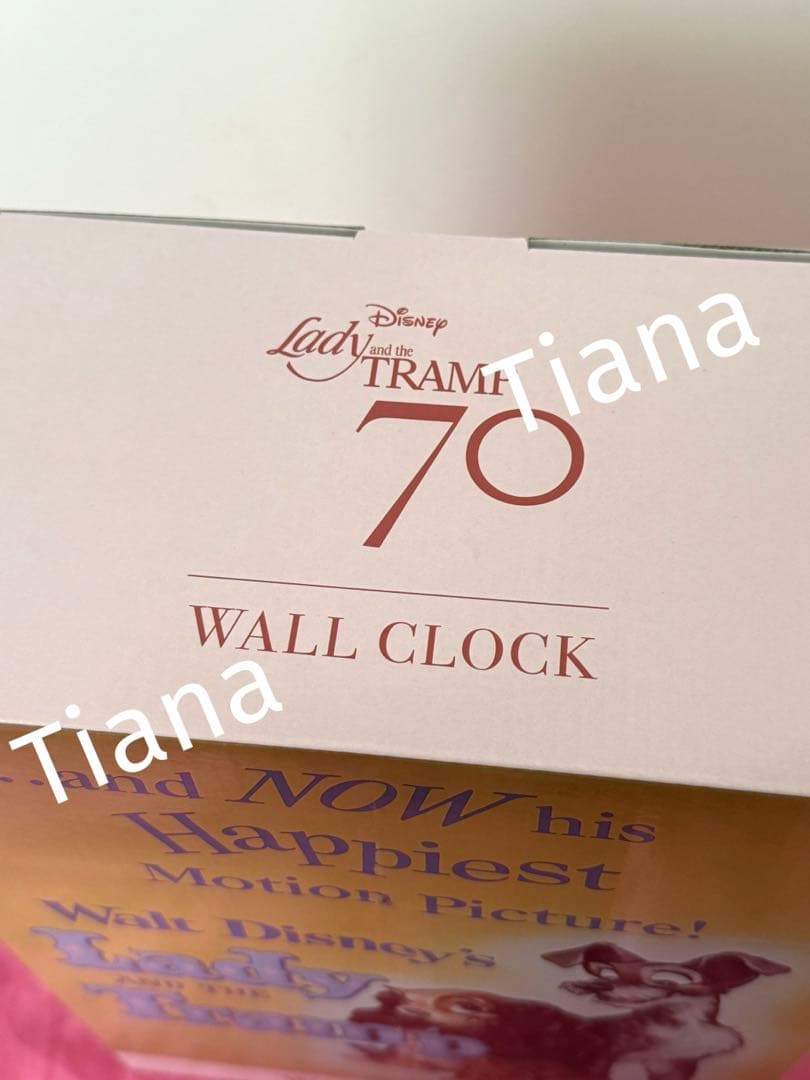 Disney
Lady
and the
TRAMP
70
Tiana
WALL CLOCK
Tiana
...and NOW his
Happiest
Motion Picture!
Walt Disney's
Lady
AND THE
Tramp